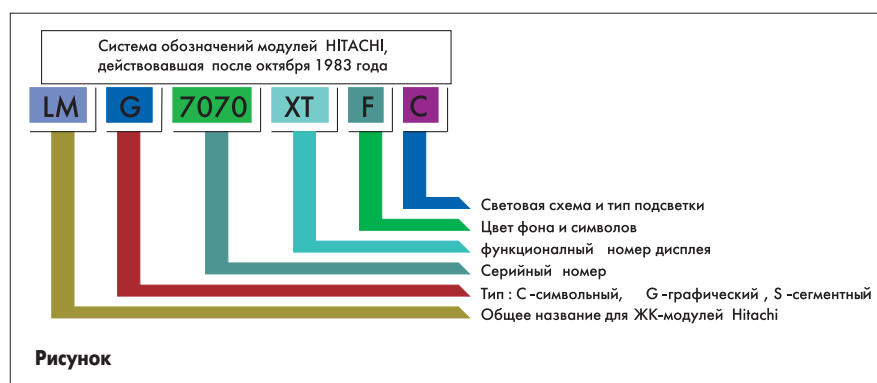 Система обозначений модулей HITACHI,
действовавшая после октября 1983 года
LM G 7070 XT F C
Световая схема и тип подсветки
Цвет фона и символов
функционалный номер дисплея
Серийный номер
Тип : C -символьный, G -графический , S -сегментный
Общее название для ЖК-модулей Hitachi
Рисунок